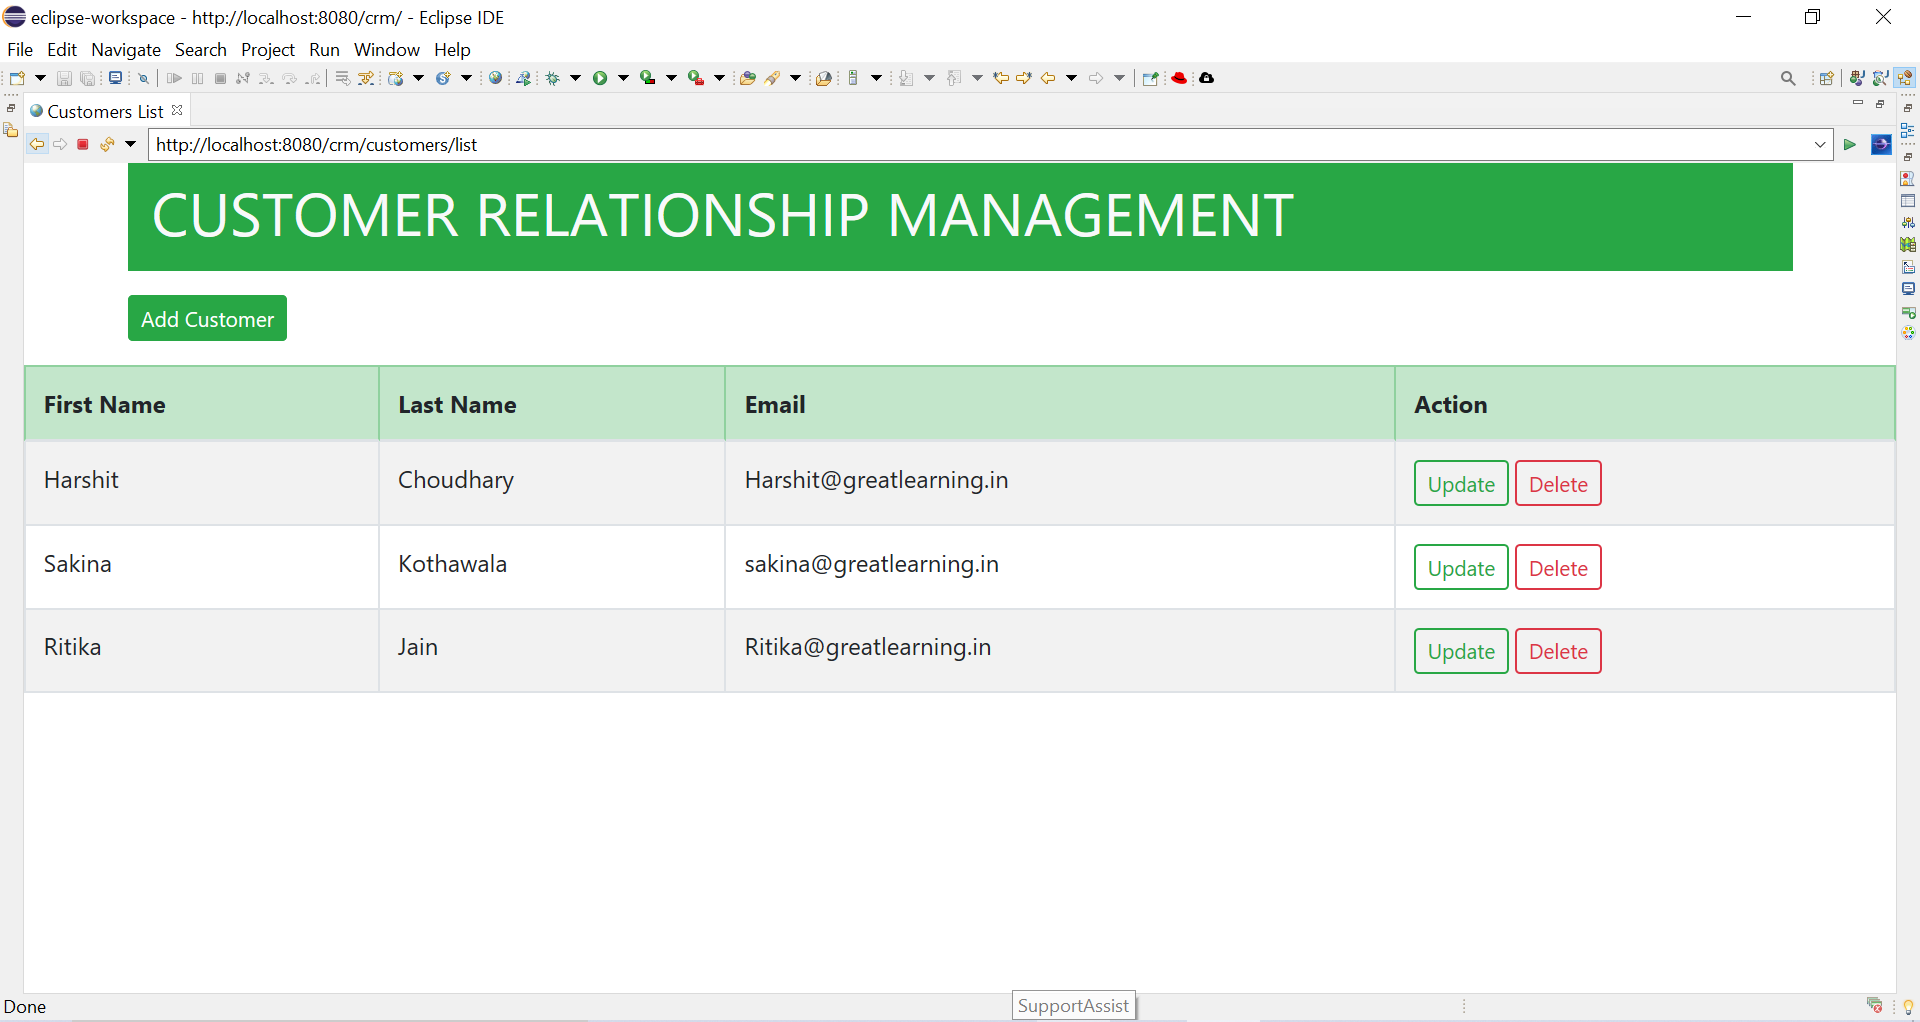 eclipse-workspace - http://localhost:8080/crm/ - Eclipse IDE
File Edit Navigate Search Project Run Window Help
Customers List
http://localhost:8080/crm/customers/list
CUSTOMER RELATIONSHIP MANAGEMENT
Add Customer
First Name Last Name Email Action
Harshit Choudhary Harshit@greatlearning.in Update Delete
Sakina Kothawala sakina@greatlearning.in Update Delete
Ritika Jain Ritika@greatlearning.in Update Delete
Done
SupportAssist